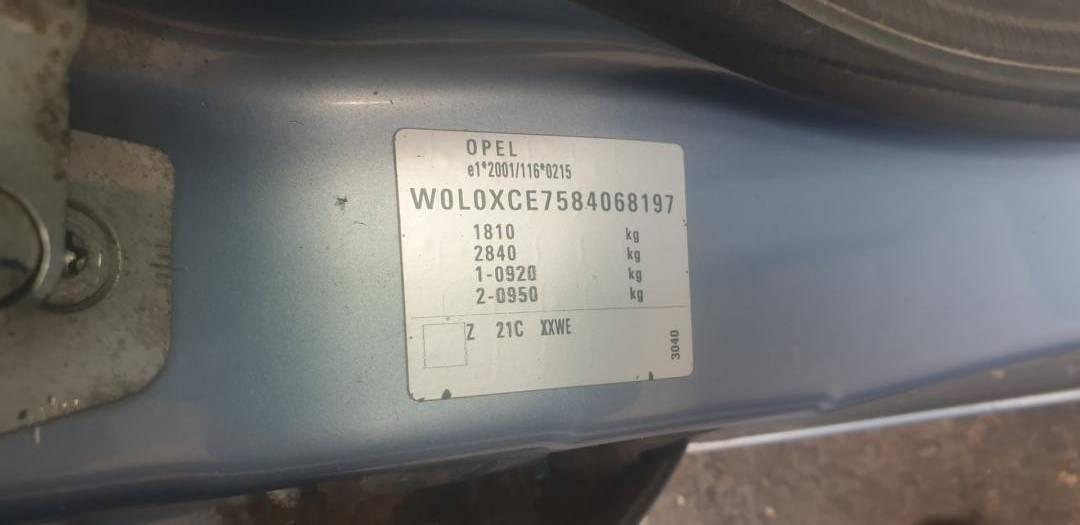 OPEL
e1*2001/116*0215
W0L0XCE7584068197
1810 kg
2840 kg
1-0920 kg
2-0950 kg
Z 21C XXWE
3040